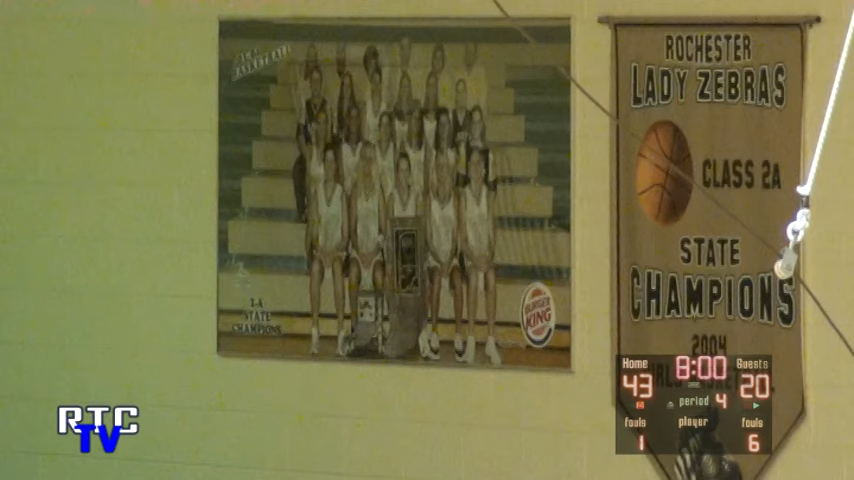 BASKETBALL
2-A
STATE
CHAMPIONS
BURGER
KING
ROCHESTER
LADY ZEBRAS
CLASS 2A
STATE
CHAMPIONS
2004
Home 8:00 Guests
43 20
period 4
fouls player fouls
1 6
RTC
TV